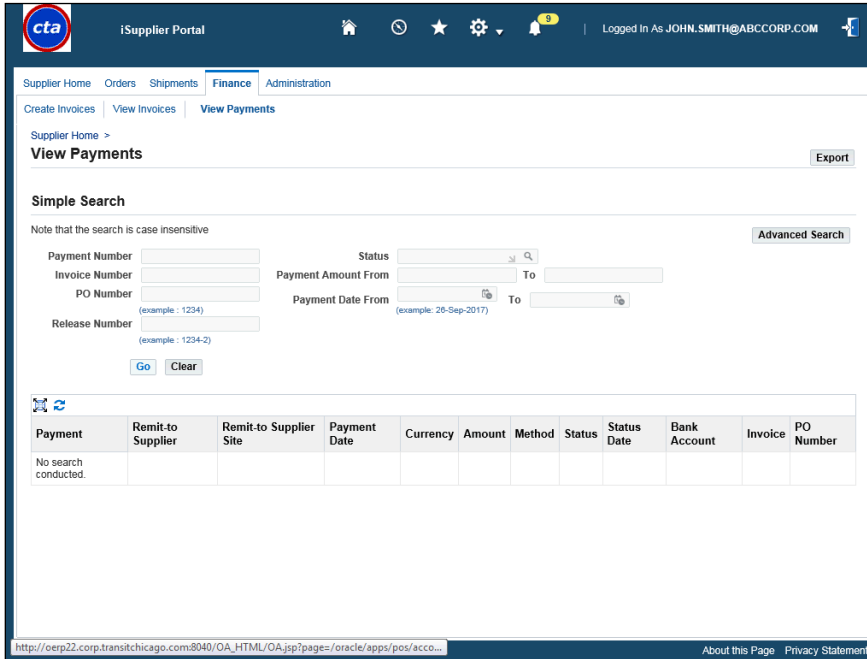 cta
iSupplier Portal
9
Logged In As JOHN.SMITH@ABCCORP.COM
Supplier Home Orders Shipments Finance Administration
Create Invoices View Invoices View Payments
Supplier Home >
View Payments
Export
Simple Search
Note that the search is case insensitive
Advanced Search
Payment Number Status
Invoice Number Payment Amount From To
PO Number Payment Date From To
(example : 1234) (example: 26-Sep-2017)
Release Number
(example : 1234-2)
Go Clear
Payment Remit-to Supplier Remit-to Supplier Site Payment Date Currency Amount Method Status Status Date Bank Account Invoice PO Number
No search conducted.
http://oerp22.corp.transitchicago.com:8040/OA_HTML/OA.jsp?page=/oracle/apps/pos/acco...
About this Page Privacy Statement